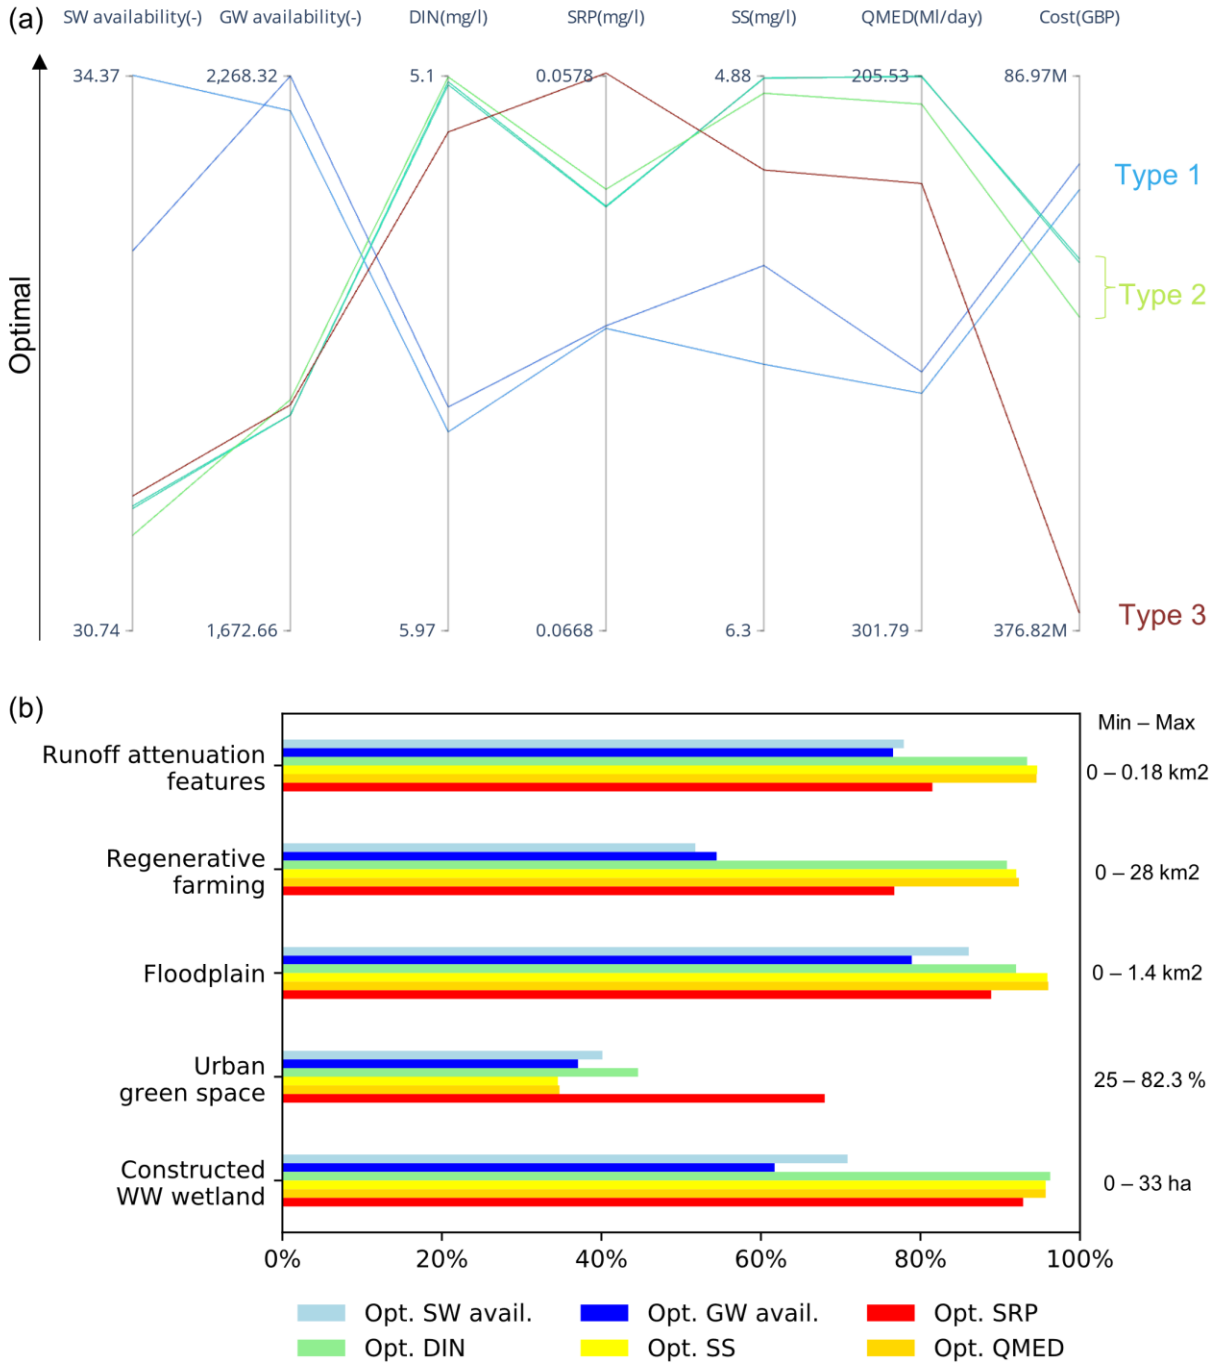 (a)
SW availability(-) GW availability(-) DIN(mg/l) SRP(mg/l) SS(mg/l) QMED(Ml/day) Cost(GBP)
34.37 2,268.32 5.1 0.0578 4.88 205.53 86.97M
Type 1
Type 2
Optimal
Type 3
30.74 1,672.66 5.97 0.0668 6.3 301.79 376.82M
(b)
Min – Max
Runoff attenuation
features
0 – 0.18 km2
Regenerative
farming
0 – 28 km2
Floodplain
0 – 1.4 km2
Urban
green space
25 – 82.3 %
Constructed
WW wetland
0 – 33 ha
0% 20% 40% 60% 80% 100%
Opt. SW avail. Opt. GW avail. Opt. SRP
Opt. DIN Opt. SS Opt. QMED